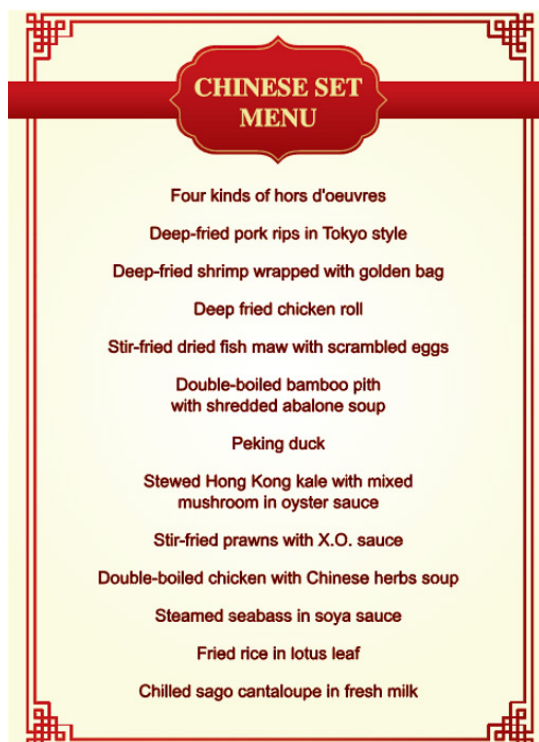 CHINESE SET
MENU
Four kinds of hors d'oeuvres
Deep-fried pork rips in Tokyo style
Deep-fried shrimp wrapped with golden bag
Deep fried chicken roll
Stir-fried dried fish maw with scrambled eggs
Double-boiled bamboo pith
with shredded abalone soup
Peking duck
Stewed Hong Kong kale with mixed
mushroom in oyster sauce
Stir-fried prawns with X.O. sauce
Double-boiled chicken with Chinese herbs soup
Steamed seabass in soya sauce
Fried rice in lotus leaf
Chilled sago cantaloupe in fresh milk